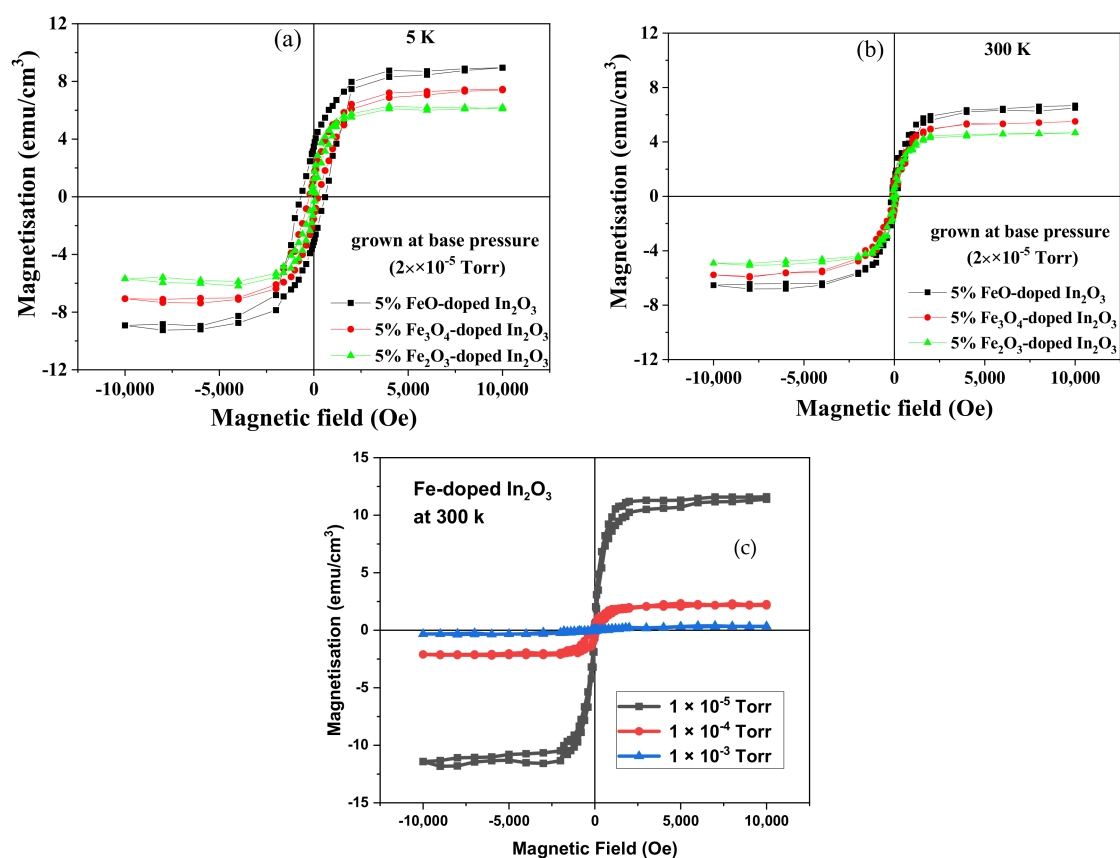 (a)
5 K
Magnetisation (emu/cm³)
12
8
4
0
-4
-8
-12
grown at base pressure
(2××10⁻⁵ Torr)
5% FeO-doped In₂O₃
5% Fe₃O₄-doped In₂O₃
5% Fe₂O₃-doped In₂O₃
-10,000 -5,000 0 5,000 10,000
Magnetic field (Oe)
(b)
300 K
Magnetisation (emu/cm³)
12
8
4
0
-4
-8
-12
grown at base pressure
(2××10⁻⁵ Torr)
5% FeO-doped In₂O₃
5% Fe₃O₄-doped In₂O₃
5% Fe₂O₃-doped In₂O₃
-10,000 -5,000 0 5,000 10,000
Magnetic field (Oe)
Fe-doped In₂O₃
at 300 k
(c)
Magnetisation (emu/cm³)
15
10
5
0
-5
-10
-15
1 × 10⁻⁵ Torr
1 × 10⁻⁴ Torr
1 × 10⁻³ Torr
-10,000 -5,000 0 5,000 10,000
Magnetic Field (Oe)